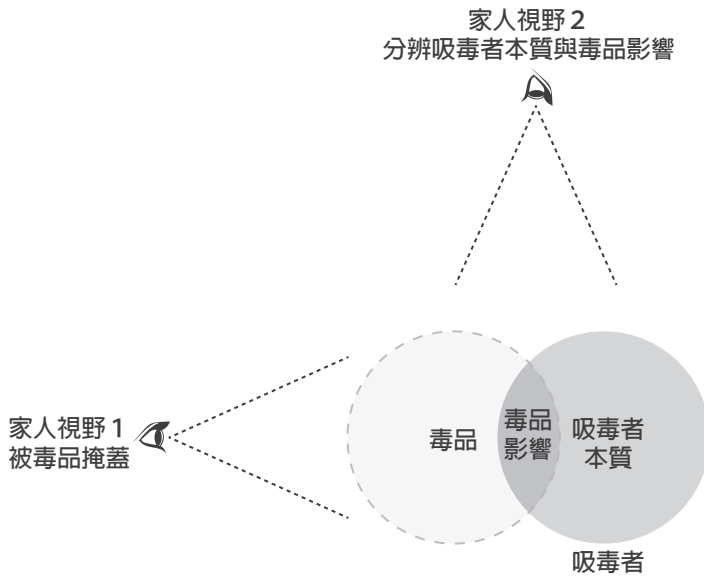 家人視野 2
分辨吸毒者本質與毒品影響
家人視野 1
被毒品掩蓋
毒品
毒品
影響
吸毒者
本質
吸毒者